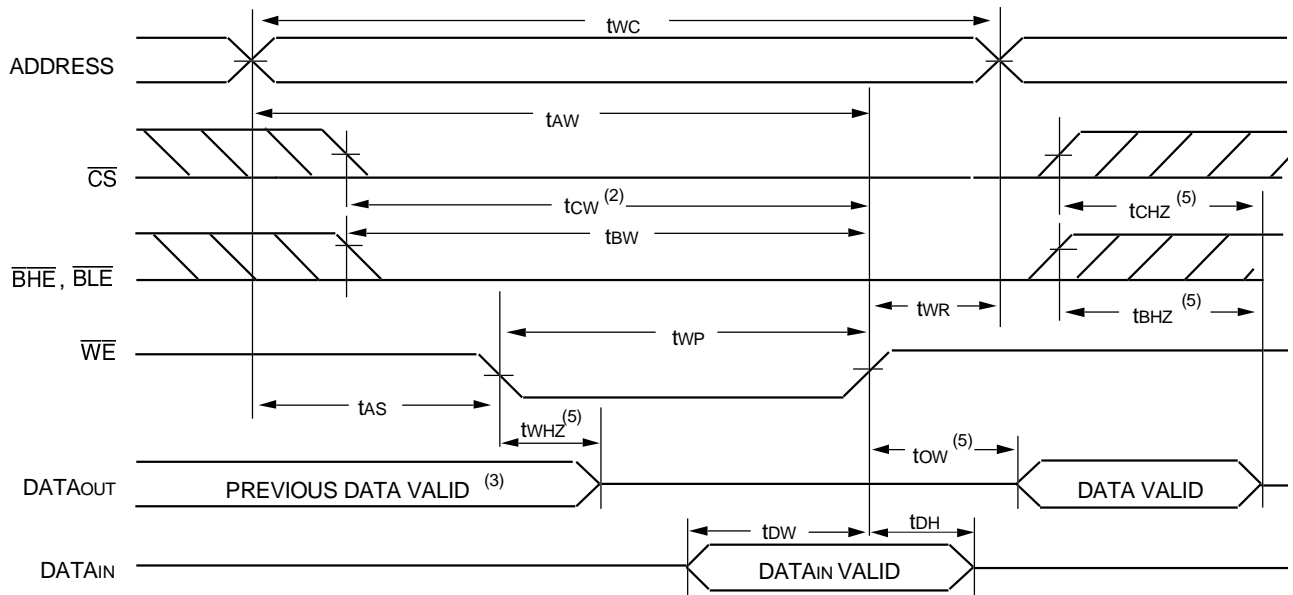 tWC
ADDRESS
tAW
CS
tCW (2)
tCHZ (5)
tBW
BHE, BLE
tWR
tBHZ (5)
tWP
WE
tAS
tWHZ (5)
tOW (5)
DATAOUT
PREVIOUS DATA VALID (3)
DATA VALID
tDW
tDH
DATAIN
DATAIN VALID